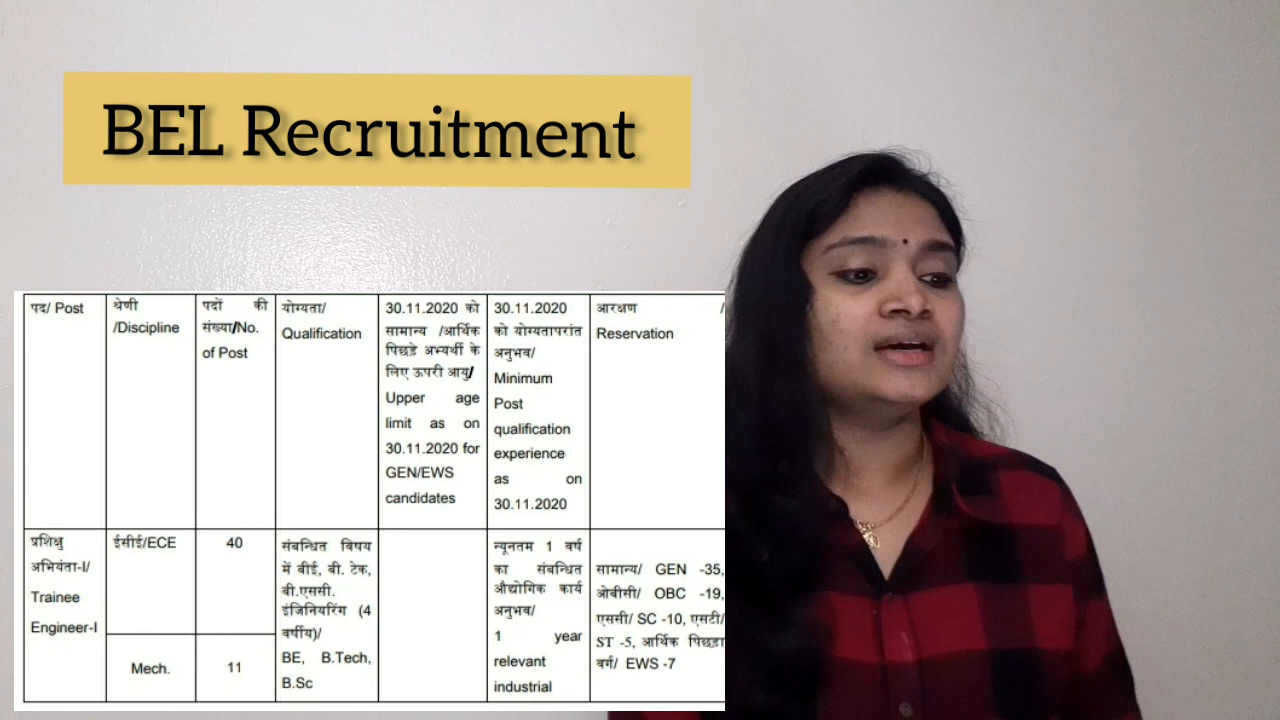 BEL Recruitment
पद/ Post
श्रेणी
/Discipline
पदों की
संख्या/No.
of Post
योग्यता/
Qualification
30.11.2020 को
सामान्य /आर्थिक
पिछड़े अभ्यर्थी के
लिए ऊपरी आयु/
Upper age
limit as on
30.11.2020 for
GEN/EWS
candidates
30.11.2020
को योग्यतापरांत
अनुभव/
Minimum
Post
qualification
experience
as on
30.11.2020
आरक्षण /
Reservation
प्रशिक्षु
अभियंता-I/
Trainee
Engineer-I
ईसीई/ECE
40
Mech.
11
संबन्धित विषय
में बीई, बी. टेक,
बी.एससी.
इंजिनियरिंग (4
वर्षीय)/
BE, B.Tech,
B.Sc
न्यूनतम 1 वर्ष
का संबन्धित
औद्योगिक कार्य
अनुभव/
1 year
relevant
industrial
सामान्य/ GEN -35,
ओबीसी/ OBC -19,
एससी/ SC -10, एसटी/
ST -5, आर्थिक पिछड़ा
वर्ग/ EWS -7